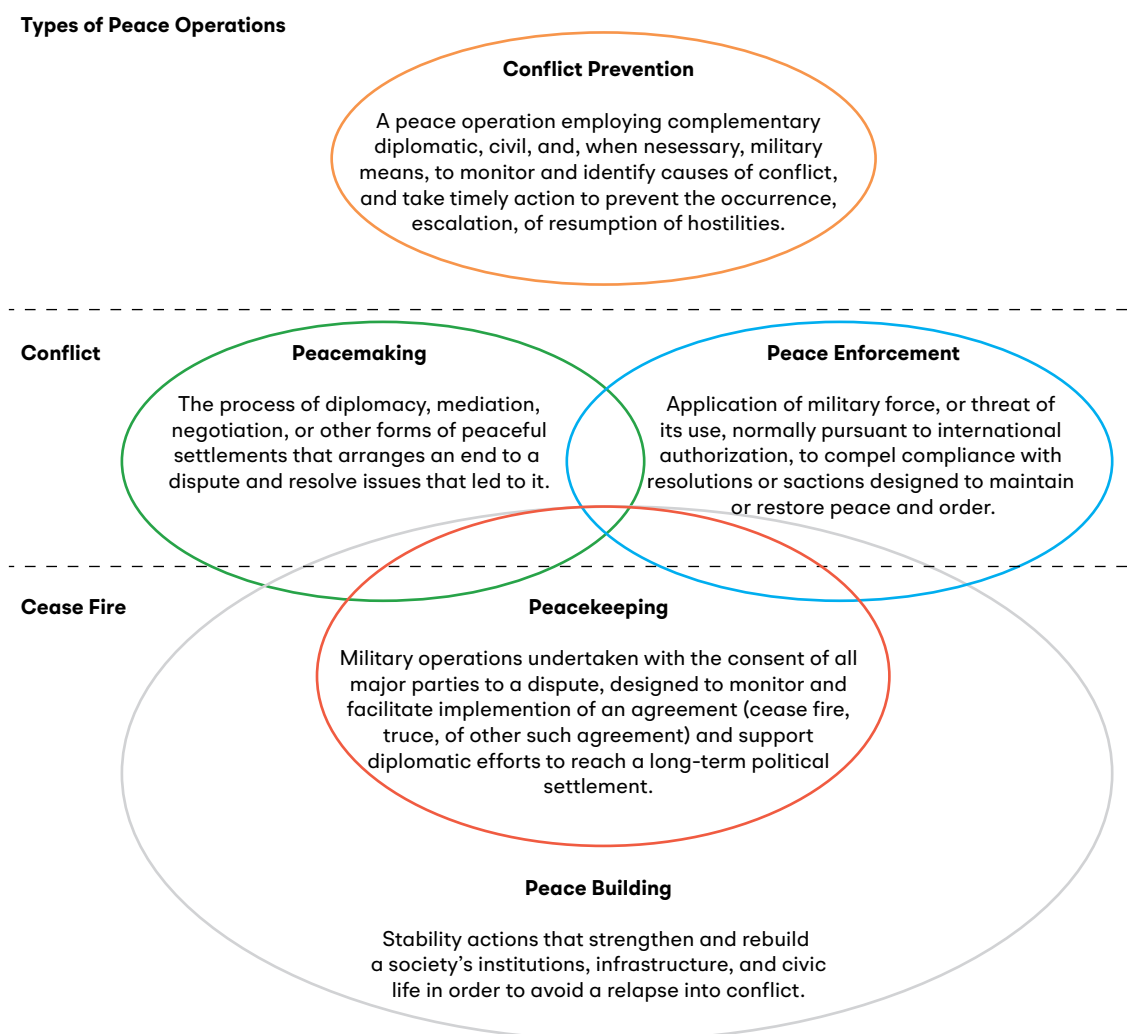 Types of Peace Operations
Conflict Prevention
A peace operation employing complementary
diplomatic, civil, and, when nesessary, military
means, to monitor and identify causes of conflict,
and take timely action to prevent the occurrence,
escalation, of resumption of hostilities.
Conflict
Peacemaking
The process of diplomacy, mediation,
negotiation, or other forms of peaceful
settlements that arranges an end to a
dispute and resolve issues that led to it.
Peace Enforcement
Application of military force, or threat of
its use, normally pursuant to international
authorization, to compel compliance with
resolutions or sactions designed to maintain
or restore peace and order.
Cease Fire
Peacekeeping
Military operations undertaken with the consent of all
major parties to a dispute, designed to monitor and
facilitate implemention of an agreement (cease fire,
truce, of other such agreement) and support
diplomatic efforts to reach a long-term political
settlement.
Peace Building
Stability actions that strengthen and rebuild
a society’s institutions, infrastructure, and civic
life in order to avoid a relapse into conflict.